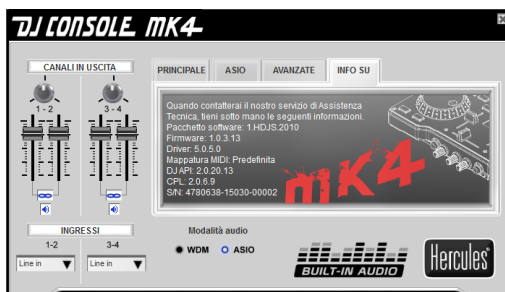 DJ CONSOLE MK4
CANALI IN USCITA
1 - 2
3 - 4
PRINCIPALE
ASIO
AVANZATE
INFO SU
Quando contatterai il nostro servizio di Assistenza
Tecnica, tieni sotto mano le seguenti informazioni.
Pacchetto software: 1.HDJS.2010
Firmware: 1.0.3.13
Driver: 5.0.5.0
Mappatura MIDI: Predefinita
DJ API: 2.0.20.13
CPL: 2.0.6.9
S/N: 4780638-15030-00002
mK4
INGRESSI
1-2
3-4
Line in
Line in
Modalità audio
WDM
ASIO
BUILT-IN AUDIO
Hercules